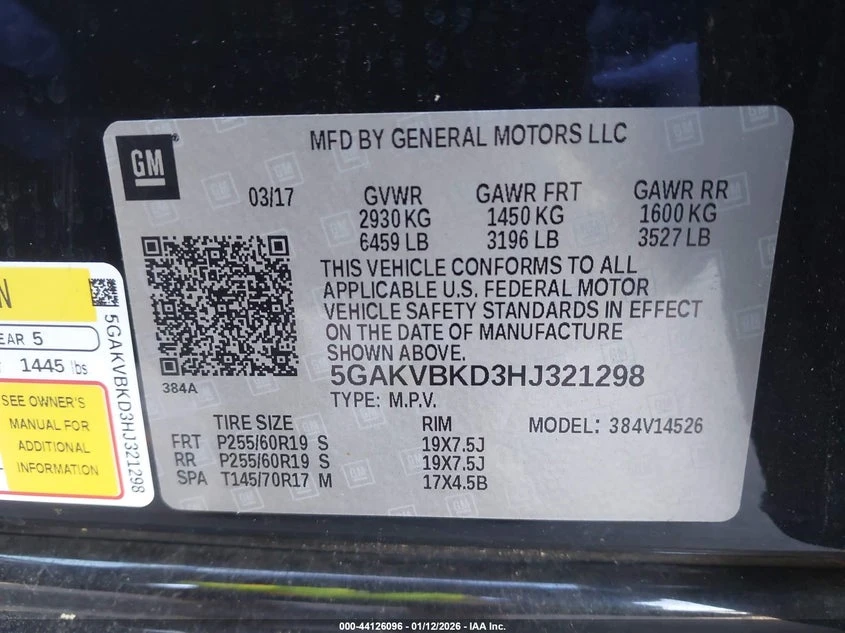 GM
MFD BY GENERAL MOTORS LLC
03/17
GVWR
2930 KG
6459 LB
GAWR FRT
1450 KG
3196 LB
GAWR RR
1600 KG
3527 LB
THIS VEHICLE CONFORMS TO ALL
APPLICABLE U.S. FEDERAL MOTOR
VEHICLE SAFETY STANDARDS IN EFFECT
ON THE DATE OF MANUFACTURE
SHOWN ABOVE.
384A
5GAKVBKD3HJ321298
TYPE: M.P.V.
TIRE SIZE
RIM
MODEL: 384V14526
FRT P255/60R19 S 19X7.5J
RR P255/60R19 S 19X7.5J
SPA T145/70R17 M 17X4.5B
EAR 5
1445 lbs
SEE OWNER'S
MANUAL FOR
ADDITIONAL
INFORMATION
5GAKVBKD3HJ321298
000-44126096 - 01/12/2026 - IAA Inc.